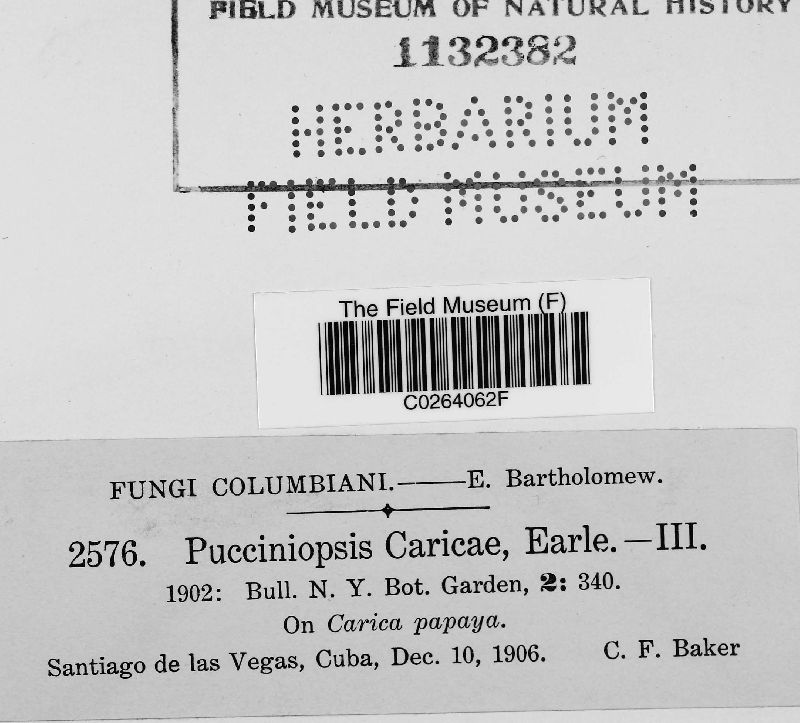 FIELD MUSEUM OF NATURAL HISTORY
1132382
HERBARIUM
FIELD MUSEUM
The Field Museum (F)
C0264062F
FUNGI COLUMBIANI.——E. Bartholomew.
2576. Pucciniopsis Caricae, Earle.—III.
1902: Bull. N. Y. Bot. Garden, 2: 340.
On Carica papaya.
Santiago de las Vegas, Cuba, Dec. 10, 1906. C. F. Baker